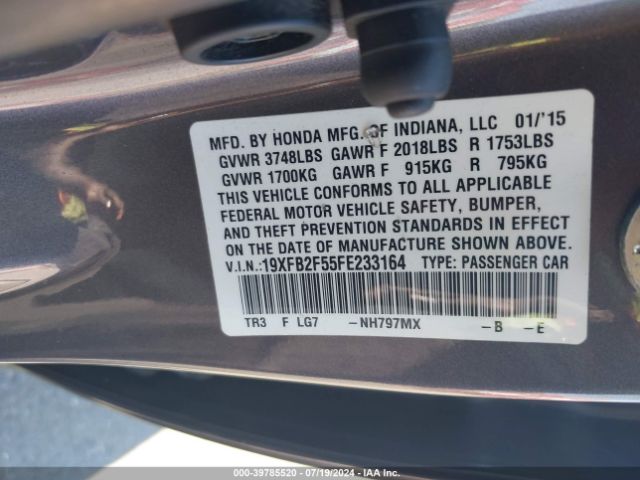 MFD. BY HONDA MFG. OF INDIANA, LLC 01/'15
GVWR 3748LBS GAWR F 2018LBS R 1753LBS
GVWR 1700KG GAWR F 915KG R 795KG
THIS VEHICLE CONFORMS TO ALL APPLICABLE
FEDERAL MOTOR VEHICLE SAFETY, BUMPER,
AND THEFT PREVENTION STANDARDS IN EFFECT
ON THE DATE OF MANUFACTURE SHOWN ABOVE.
V.I.N.:19XFB2F55FE233164 TYPE: PASSENGER CAR
TR3 F LG7 -NH797MX -B -E
000-39785520 - 07/19/2024 - IAA, Inc.